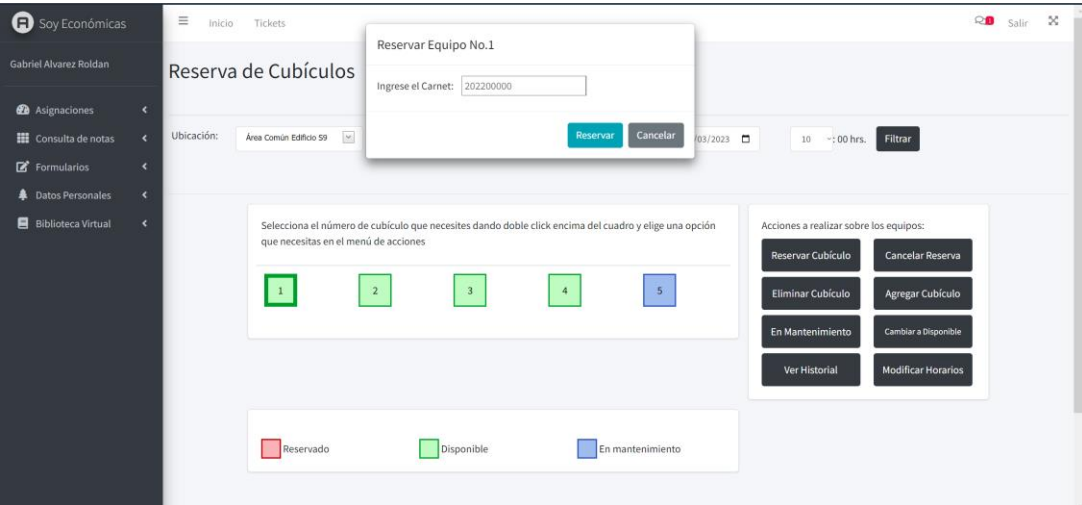 Soy Económicas
Inicio Tickets
Salir
Gabriel Alvarez Roldan
Asignaciones
Consulta de notas
Formularios
Datos Personales
Biblioteca Virtual
Reservar Equipo No.1
Ingrese el Carnet: 202200000
Reservar Cancelar
Reserva de Cubículos
Ubicación: Área Común Edificio S9 /03/2023 10 : 00 hrs. Filtrar
Selecciona el número de cubículo que necesites dando doble click encima del cuadro y elige una opción
que necesitas en el menú de acciones
1 2 3 4 5
Acciones a realizar sobre los equipos:
Reservar Cubículo Cancelar Reserva
Eliminar Cubículo Agregar Cubículo
En Mantenimiento Cambiar a Disponible
Ver Historial Modificar Horarios
Reservado Disponible En mantenimiento